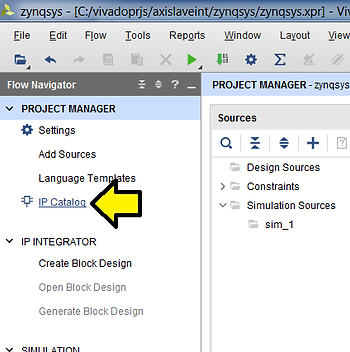 zynqsys - [C:/vivadoprjs/axislaveint/zynqsys/zynqsys.xpr] - Viv
File Edit Flow Tools Reports Window Layout View
Flow Navigator
PROJECT MANAGER - zynqsys
PROJECT MANAGER
Settings
Add Sources
Language Templates
IP Catalog
IP INTEGRATOR
Create Block Design
Open Block Design
Generate Block Design
SIMULATION
Sources
Design Sources
Constraints
Simulation Sources
sim_1